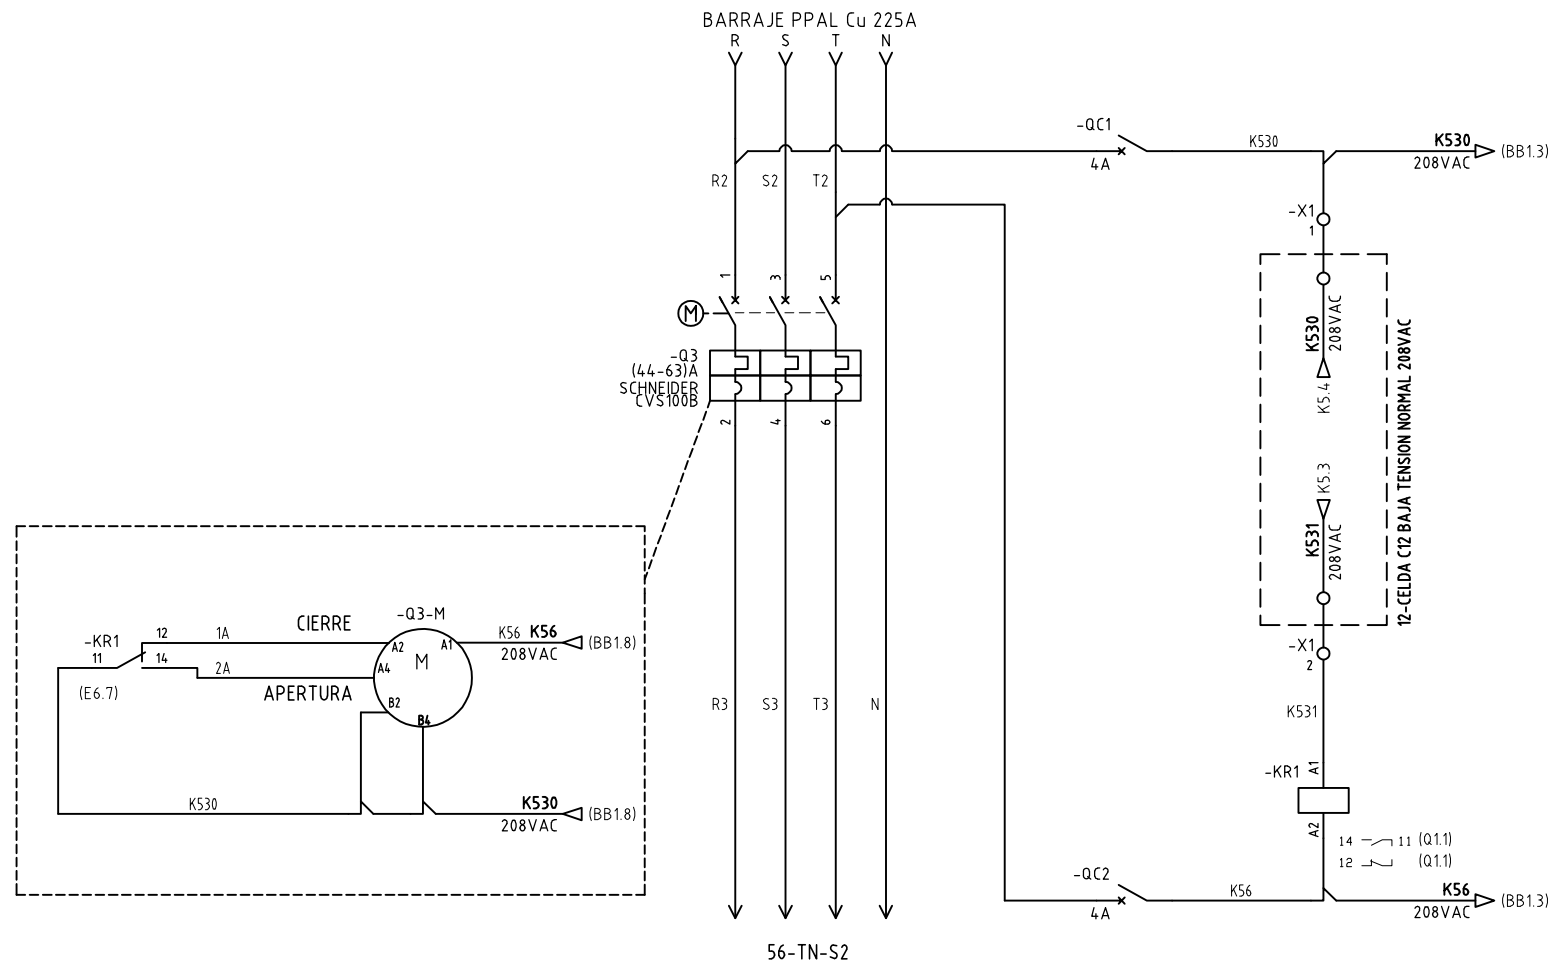 BARRAJE PPAL Cu 225A
R S T N
-QC1
4A
K530
K530
208VAC
(BB1.3)
R2 S2 T2
-X1
1
1 3 5
M
-Q3
(44-63)A
SCHNEIDER
CVS100B
2 4 6
K530
208VAC
K5.4
K5.3
K531
208VAC
12-CELDA C12 BAJA TENSION NORMAL 208VAC
-X1
2
K531
-KR1
A1
A2
14 11 (Q1.1)
12 (Q1.1)
-Q3-M
CIERRE
-KR1
12
1A
11
14
2A
(E6.7)
APERTURA
A2 A1
M
A4
B2
B4
K56 K56
208VAC
(BB1.8)
K530
K530
208VAC
(BB1.8)
R3 S3 T3 N
-QC2
4A
K56
K56
208VAC
(BB1.3)
56-TN-S2